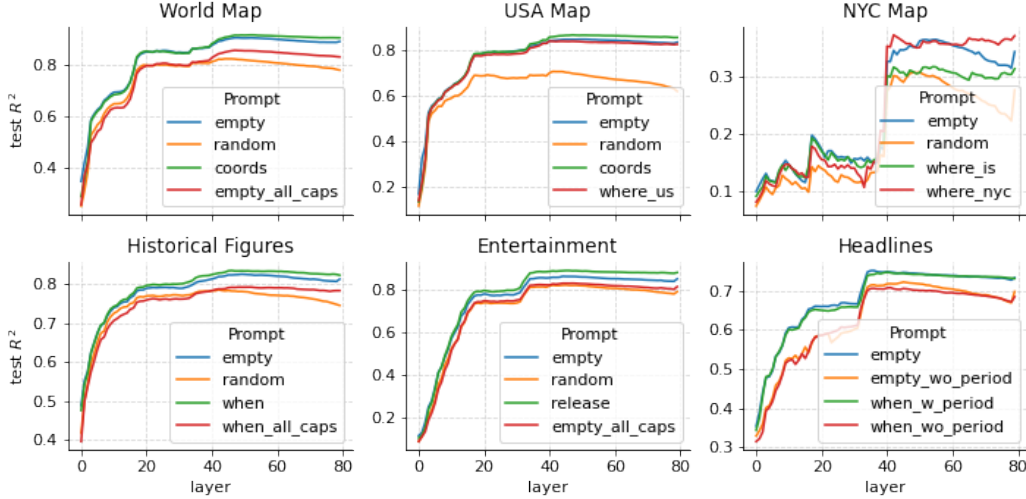 World Map
USA Map
NYC Map
test R²
0.8
0.6
0.4
Prompt
empty
random
coords
empty_all_caps
0.8
0.6
0.4
0.2
Prompt
empty
random
coords
where_us
0.3
0.2
0.1
Prompt
empty
random
where_is
where_nyc
0 20 40 60 80
Historical Figures
Entertainment
Headlines
test R²
0.8
0.7
0.6
0.5
0.4
Prompt
empty
random
when
when_all_caps
0 20 40 60 80
layer
0.8
0.6
0.4
0.2
Prompt
empty
random
release
empty_all_caps
0 20 40 60 80
layer
0.7
0.6
0.5
0.4
0.3
Prompt
empty
empty_wo_period
when_w_period
when_wo_period
0 20 40 60 80
layer